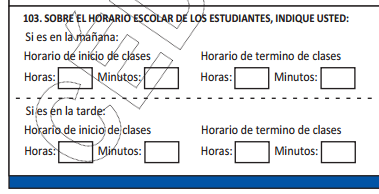 103. SOBRE EL HORARIO ESCOLAR DE LOS ESTUDIANTES, INDIQUE USTED:
Si es en la mañana:
Horario de inicio de clases Horario de termino de clases
Horas: Minutos: Horas: Minutos:
Si es en la tarde:
Horario de inicio de clases Horario de termino de clases
Horas: Minutos: Horas: Minutos: